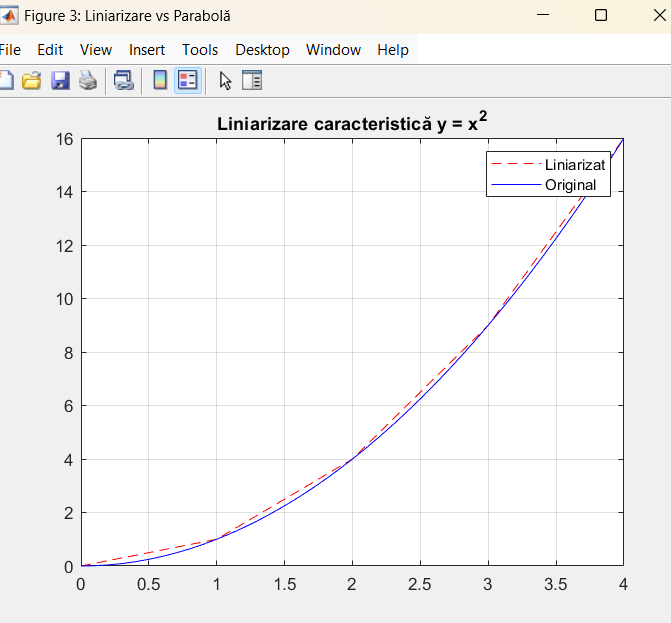 Figure 3: Liniarizare vs Parabolă
File Edit View Insert Tools Desktop Window Help
Liniarizare caracteristică y = x²
Liniarizat
Original
16
14
12
10
8
6
4
2
0
0 0.5 1 1.5 2 2.5 3 3.5 4